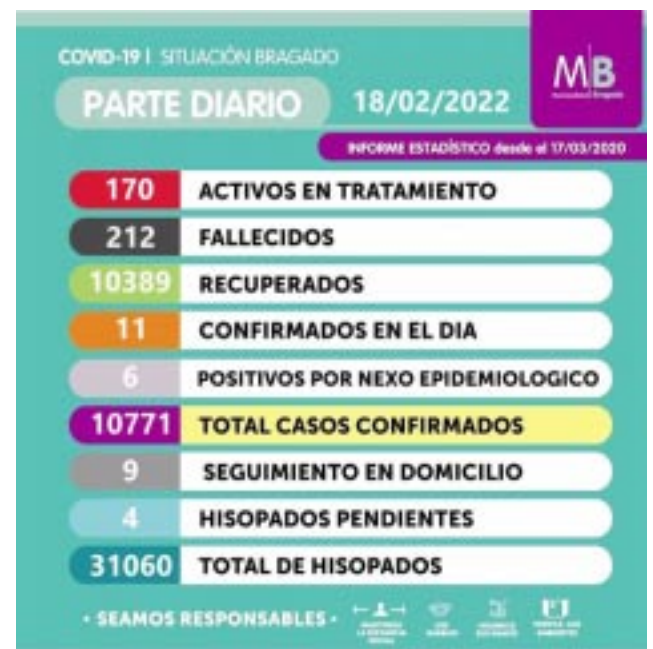 COVID-19 | SITUACIÓN BRAGADO
MB
PARTE DIARIO 18/02/2022
INFORME ESTADÍSTICO desde el 17/03/2020
170 ACTIVOS EN TRATAMIENTO
212 FALLECIDOS
10389 RECUPERADOS
11 CONFIRMADOS EN EL DIA
6 POSITIVOS POR NEXO EPIDEMIOLOGICO
10771 TOTAL CASOS CONFIRMADOS
9 SEGUIMIENTO EN DOMICILIO
4 HISOPADOS PENDIENTES
31060 TOTAL DE HISOPADOS
• SEAMOS RESPONSABLES •